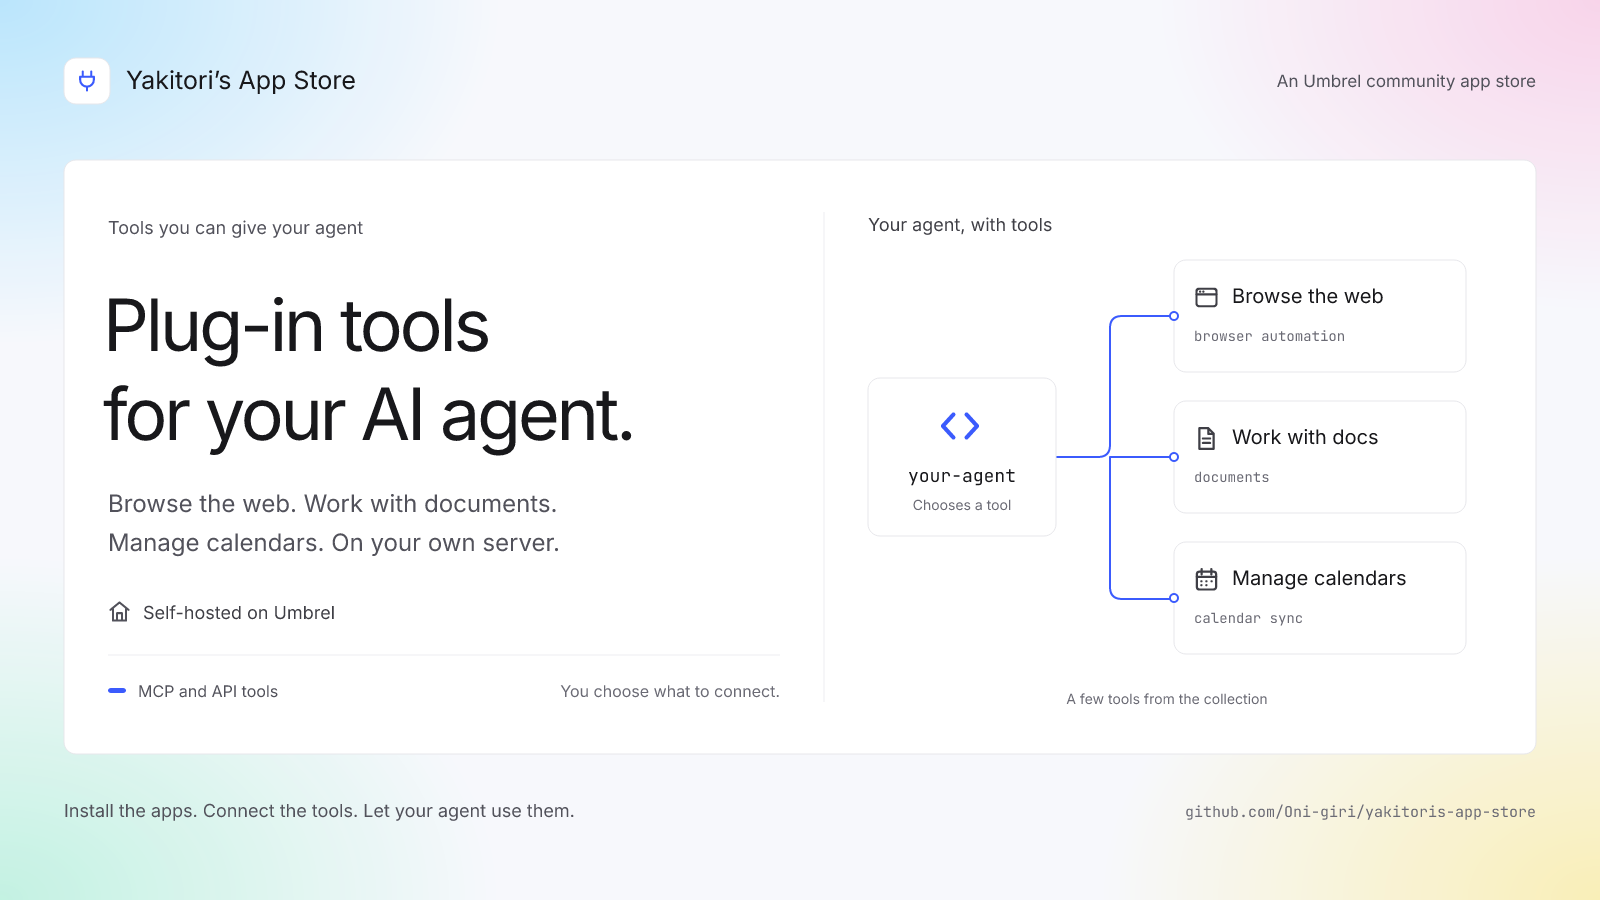 Yakitori’s App Store
An Umbrel community app store
Tools you can give your agent
Plug-in tools
for your AI agent.
Browse the web. Work with documents.
Manage calendars. On your own server.
Self-hosted on Umbrel
MCP and API tools
You choose what to connect.
Your agent, with tools
your-agent
Chooses a tool
Browse the web
browser automation
Work with docs
documents
Manage calendars
calendar sync
A few tools from the collection
Install the apps. Connect the tools. Let your agent use them.
github.com/Oni-giri/yakitoris-app-store